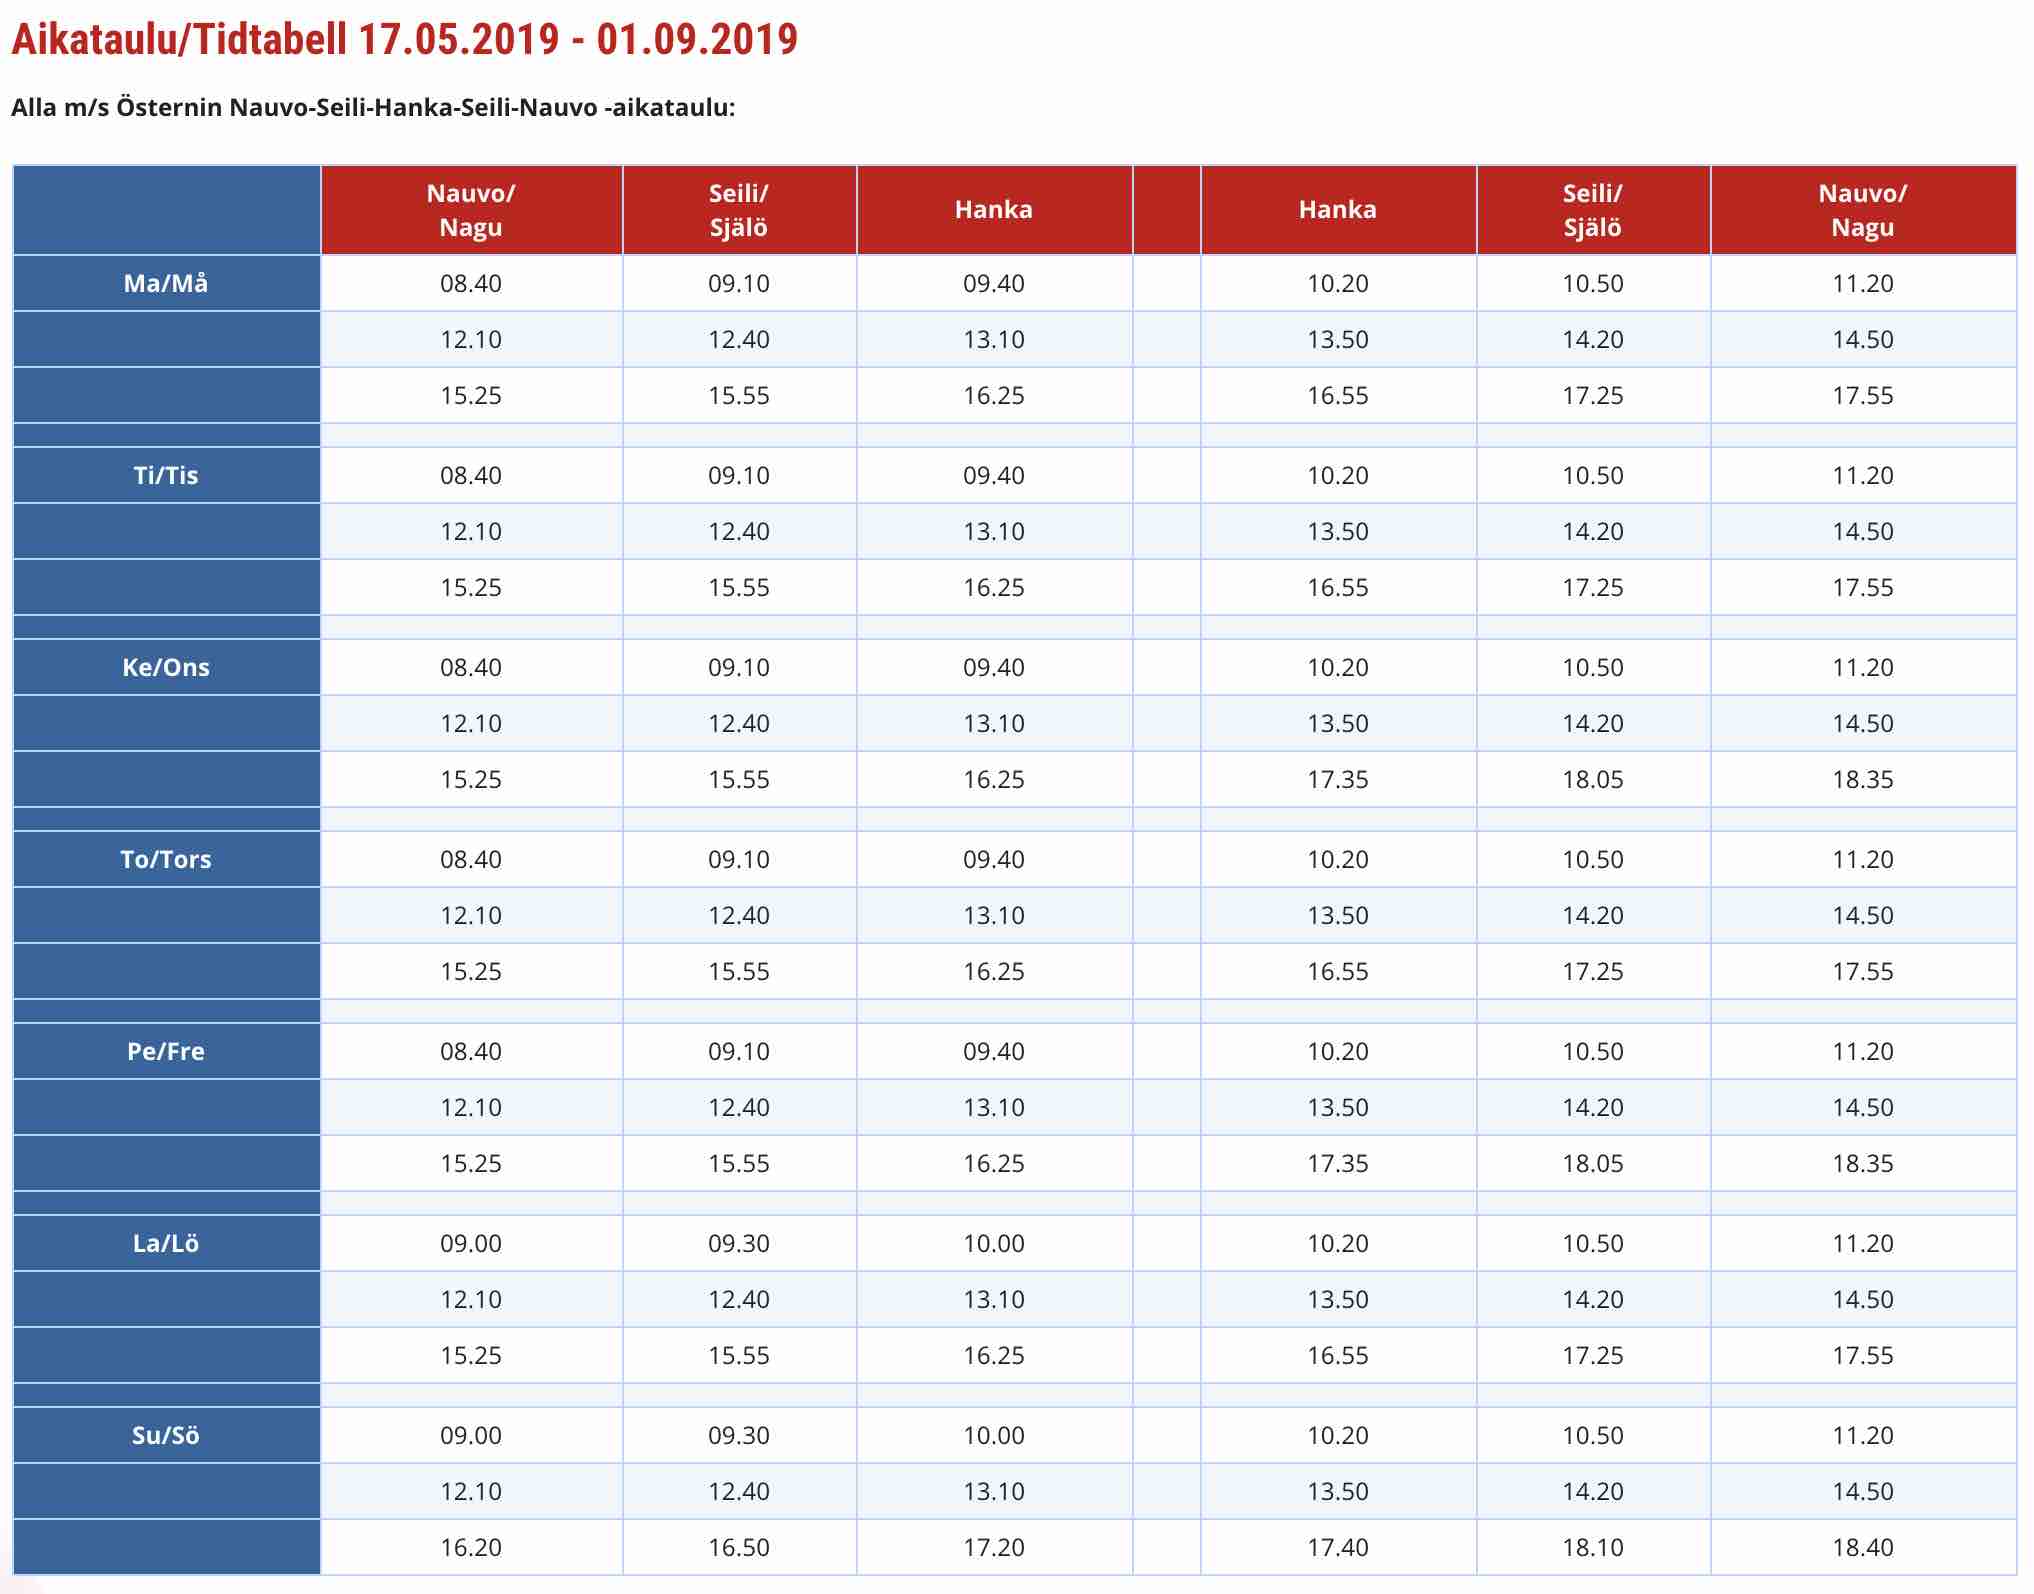 Aikataulu/Tidtabell 17.05.2019 - 01.09.2019
Alla m/s Östernin Nauvo-Seili-Hanka-Seili-Nauvo -aikataulu:
Nauvo/ Seili/ Hanka Hanka Seili/ Nauvo/
Nagu Själö Själö Nagu
Ma/Må 08.40 09.10 09.40 10.20 10.50 11.20
12.10 12.40 13.10 13.50 14.20 14.50
15.25 15.55 16.25 16.55 17.25 17.55
Ti/Tis 08.40 09.10 09.40 10.20 10.50 11.20
12.10 12.40 13.10 13.50 14.20 14.50
15.25 15.55 16.25 16.55 17.25 17.55
Ke/Ons 08.40 09.10 09.40 10.20 10.50 11.20
12.10 12.40 13.10 13.50 14.20 14.50
15.25 15.55 16.25 17.35 18.05 18.35
To/Tors 08.40 09.10 09.40 10.20 10.50 11.20
12.10 12.40 13.10 13.50 14.20 14.50
15.25 15.55 16.25 16.55 17.25 17.55
Pe/Fre 08.40 09.10 09.40 10.20 10.50 11.20
12.10 12.40 13.10 13.50 14.20 14.50
15.25 15.55 16.25 17.35 18.05 18.35
La/Lö 09.00 09.30 10.00 10.20 10.50 11.20
12.10 12.40 13.10 13.50 14.20 14.50
15.25 15.55 16.25 16.55 17.25 17.55
Su/Sö 09.00 09.30 10.00 10.20 10.50 11.20
12.10 12.40 13.10 13.50 14.20 14.50
16.20 16.50 17.20 17.40 18.10 18.40